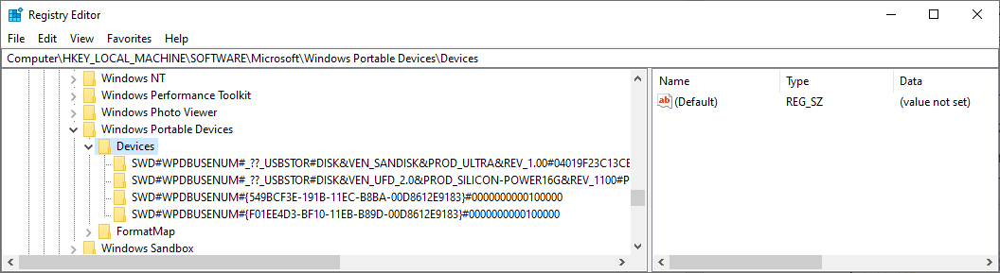 Registry Editor
File Edit View Favorites Help
Computer\HKEY_LOCAL_MACHINE\SOFTWARE\Microsoft\Windows Portable Devices\Devices
Windows NT
Windows Performance Toolkit
Windows Photo Viewer
Windows Portable Devices
Devices
SWD#WPDBUSENUM#_??_USBSTOR#DISK&VEN_SANDISK&PROD_ULTRA&REV_1.00#04019F23C13CE
SWD#WPDBUSENUM#_??_USBSTOR#DISK&VEN_UFD_2.0&PROD_SILICON-POWER16G&REV_1100#P
SWD#WPDBUSENUM#{549BCF3E-191B-11EC-B8BA-00D8612E9183}#0000000000100000
SWD#WPDBUSENUM#{F01EE4D3-BF10-11EB-B89D-00D8612E9183}#0000000000100000
FormatMap
Windows Sandbox
Name Type Data
ab (Default) REG_SZ (value not set)